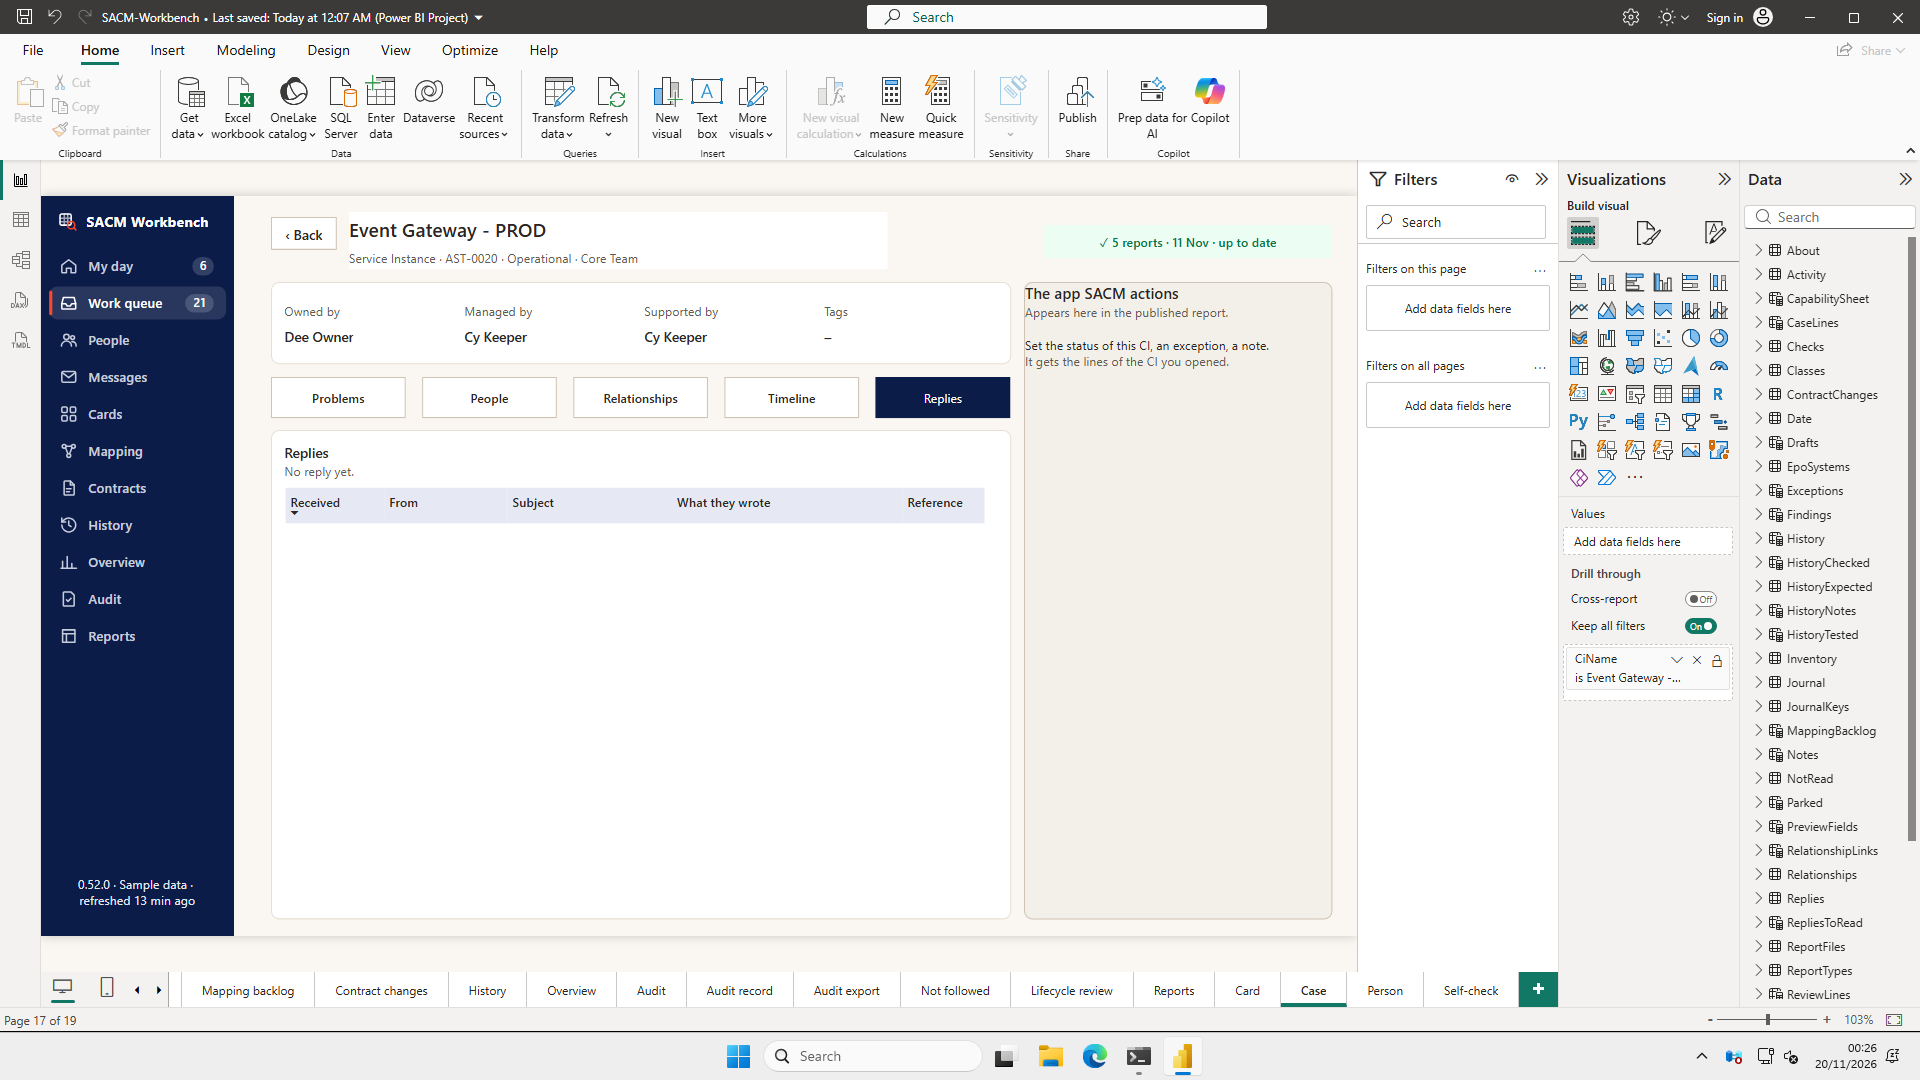 SACM-Workbench • Last saved: Today at 12:07 AM (Power BI Project)
Search
Sign in
File
Home
Insert
Modeling
Design
View
Optimize
Help
Share
Paste
Cut
Copy
Format painter
Clipboard
Get data
Excel workbook
OneLake catalog
SQL Server
Enter data
Dataverse
Recent sources
Data
Transform data
Refresh
Queries
New visual
Text box
More visuals
Insert
New visual calculation
New measure
Quick measure
Calculations
Sensitivity
Sensitivity
Publish
Share
Prep data for AI
Copilot
Copilot
DAX
TMDL
SACM Workbench
My day 6
Work queue 21
People
Messages
Cards
Mapping
Contracts
History
Overview
Audit
Reports
0.52.0 · Sample data ·
refreshed 13 min ago
‹ Back
Event Gateway - PROD
Service Instance · AST-0020 · Operational · Core Team
✓ 5 reports · 11 Nov · up to date
Owned by
Dee Owner
Managed by
Cy Keeper
Supported by
Cy Keeper
Tags
–
Problems
People
Relationships
Timeline
Replies
Replies
No reply yet.
Received
From
Subject
What they wrote
Reference
The app SACM actions
Appears here in the published report.
Set the status of this CI, an exception, a note.
It gets the lines of the CI you opened.
Filters
Search
Filters on this page
Add data fields here
Filters on all pages
Add data fields here
Visualizations
Build visual
Values
Add data fields here
Drill through
Cross-report
Off
Keep all filters
On
CiName
is Event Gateway -...
Data
Search
About
Activity
CapabilitySheet
CaseLines
Checks
Classes
ContractChanges
Date
Drafts
EpoSystems
Exceptions
Findings
History
HistoryChecked
HistoryExpected
HistoryNotes
HistoryTested
Inventory
Journal
JournalKeys
MappingBacklog
Notes
NotRead
Parked
PreviewFields
RelationshipLinks
Relationships
Replies
RepliesToRead
ReportFiles
ReportTypes
ReviewLines
Mapping backlog
Contract changes
History
Overview
Audit
Audit record
Audit export
Not followed
Lifecycle review
Reports
Card
Case
Person
Self-check
+
Page 17 of 19
- + 103%
Search
00:26
20/11/2026